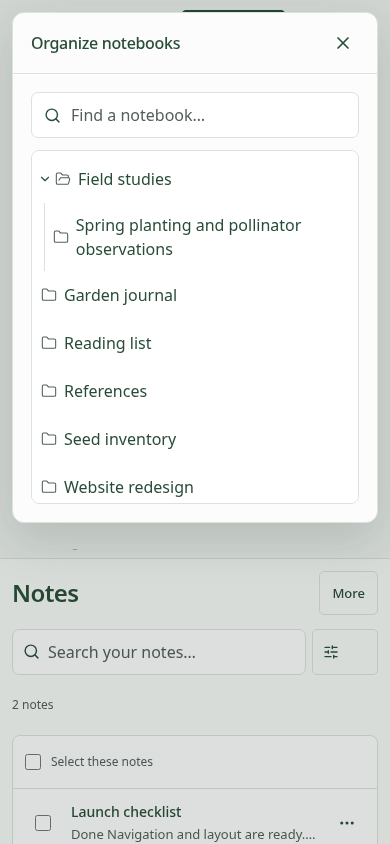 Organize notebooks
Find a notebook...
Field studies
Spring planting and pollinator
observations
Garden journal
Reading list
References
Seed inventory
Website redesign
Notes
More
Search your notes...
2 notes
Select these notes
Launch checklist
Done Navigation and layout are ready....